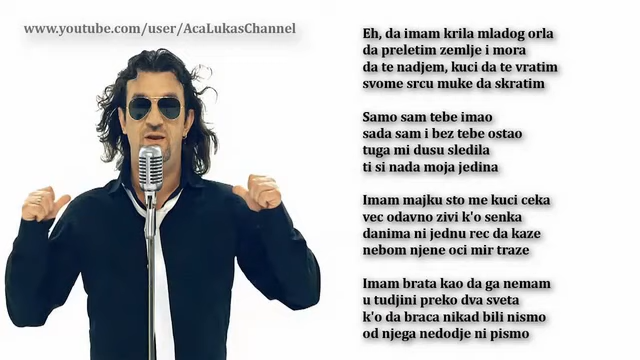 www.youtube.com/user/AcaLukasChannel
Eh, da imam krila mladog orla
da preletim zemlje i mora
da te nadjem, kuci da te vratim
svome srcu muke da skratim
Samo sam tebe imao
sada sam i bez tebe ostao
tuga mi dusu sledila
ti si nada moja jedina
Imam majku sto me kuci ceka
vec odavno zivi k'o senka
danima ni jednu rec da kaze
nebom njene oci mir traze
Imam brata kao da ga nemam
u tudjini preko dva sveta
k'o da braca nikad bili nismo
od njega nedodje ni pismo